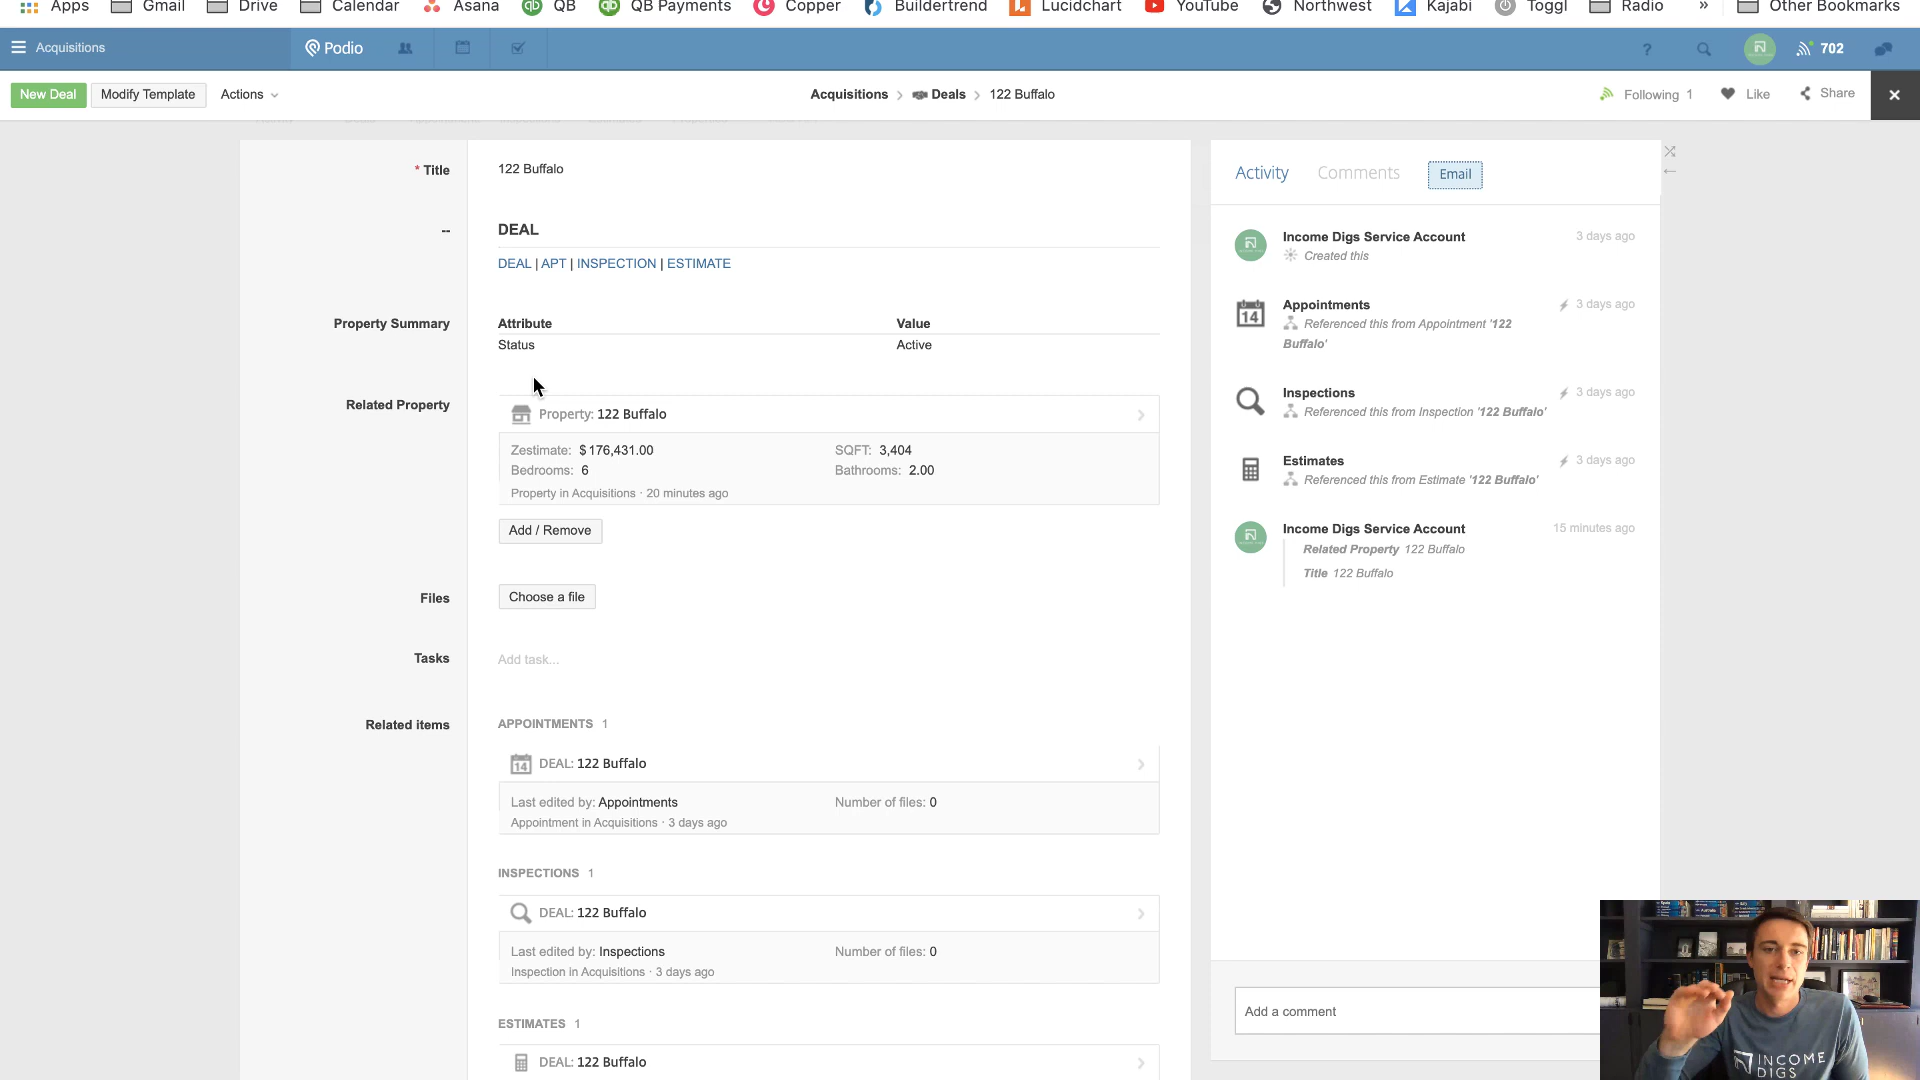 Apps Gmail Drive Calendar Asana QB QB Payments Copper Buildertrend Lucidchart YouTube Northwest Kajabi Toggl Radio » Other Bookmarks
Acquisitions Podio ? 702
New Deal Modify Template Actions Acquisitions > Deals > 122 Buffalo Following 1 Like Share ×
* Title 122 Buffalo
-- DEAL
DEAL | APT | INSPECTION | ESTIMATE
Property Summary Attribute Value
Status Active
Related Property Property: 122 Buffalo
Zestimate: $176,431.00 SQFT: 3,404
Bedrooms: 6 Bathrooms: 2.00
Property in Acquisitions · 20 minutes ago
Add / Remove
Files Choose a file
Tasks Add task...
Related items APPOINTMENTS 1
14 DEAL: 122 Buffalo
Last edited by: Appointments Number of files: 0
Appointment in Acquisitions · 3 days ago
INSPECTIONS 1
DEAL: 122 Buffalo
Last edited by: Inspections Number of files: 0
Inspection in Acquisitions · 3 days ago
ESTIMATES 1
DEAL: 122 Buffalo
Activity Comments Email
Income Digs Service Account 3 days ago
Created this
14 Appointments 3 days ago
Referenced this from Appointment '122
Buffalo'
Inspections 3 days ago
Referenced this from Inspection '122 Buffalo'
Estimates 3 days ago
Referenced this from Estimate '122 Buffalo'
Income Digs Service Account 15 minutes ago
Related Property 122 Buffalo
Title 122 Buffalo
Add a comment
INCOME
DIGS